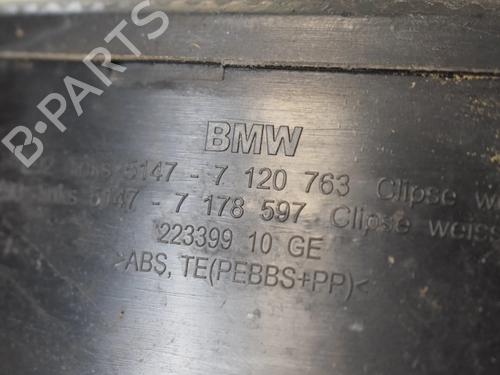 BMW
5147 - 7 120 763 Clipse
5147 - 7 178 597 Clipse weiss
223399 10 GE
>ABS, TE(PEBBS+PP)<
B-PARTS